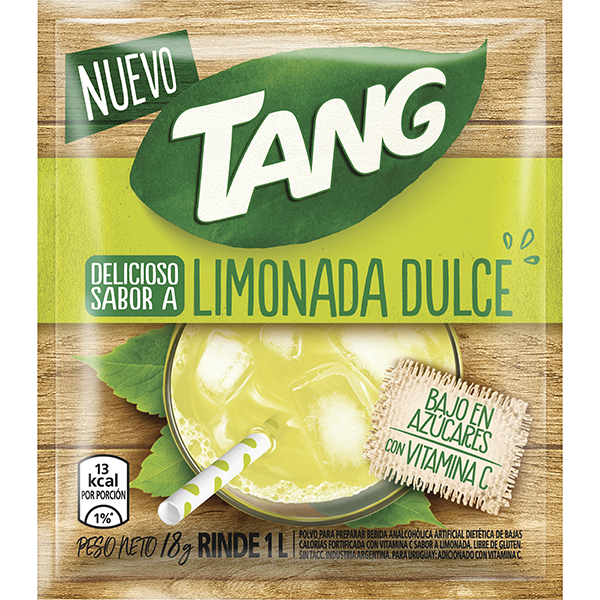 NUEVO
TANG
DELICIOSO
SABOR A
LIMONADA DULCE
BAJO EN
AZÚCARES
CON VITAMINA C
13
kcal
POR PORCIÓN
1%*
PESO NETO 18g RINDE 1 L
POLVO PARA PREPARAR BEBIDA ANALCOHÓLICA ARTIFICIAL DIETÉTICA DE BAJAS
CALORÍAS FORTIFICADA CON VITAMINA C SABOR A LIMONADA. LIBRE DE GLUTEN.
SIN TACC. INDUSTRIA ARGENTINA. PARA URUGUAY: ADICIONADO CON VITAMINA C.